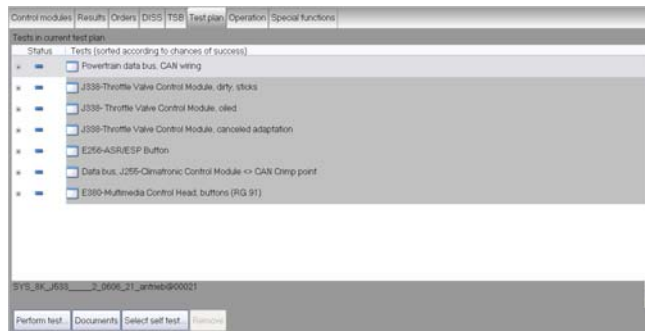 Control modules Results Orders DISS TSB Test plan Operation Special functions
Tests in current test plan
Status Tests (sorted according to chances of success)
Powertrain data bus, CAN wiring
J338-Throttle Valve Control Module, dirty, sticks
J338- Throttle Valve Control Module, oiled
J338-Throttle Valve Control Module, canceled adaptation
E256-ASR/ESP Button
Data bus, J255-Climatronic Control Module <> CAN Crimp point
E380-Multimedia Control Head, buttons (RG 91)
SYS_8K_J533_____2_0606_21_antrieb@00021
Perform test... Documents Select self test... Remove